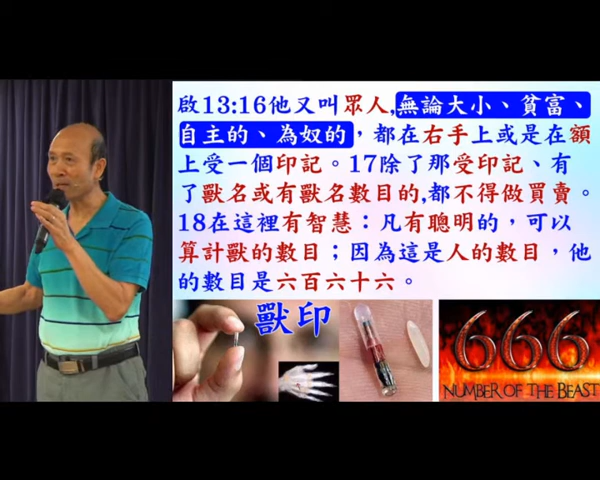 啟13:16他又叫眾人,無論大小、貧富、
自主的、為奴的，都在右手上或是在額
上受一個印記。17除了那受印記、有
了獸名或有獸名數目的,都不得做買賣。
18在這裡有智慧：凡有聰明的，可以
算計獸的數目；因為這是人的數目，他
的數目是六百六十六。
獸印
666
NUMBER OF THE BEAST